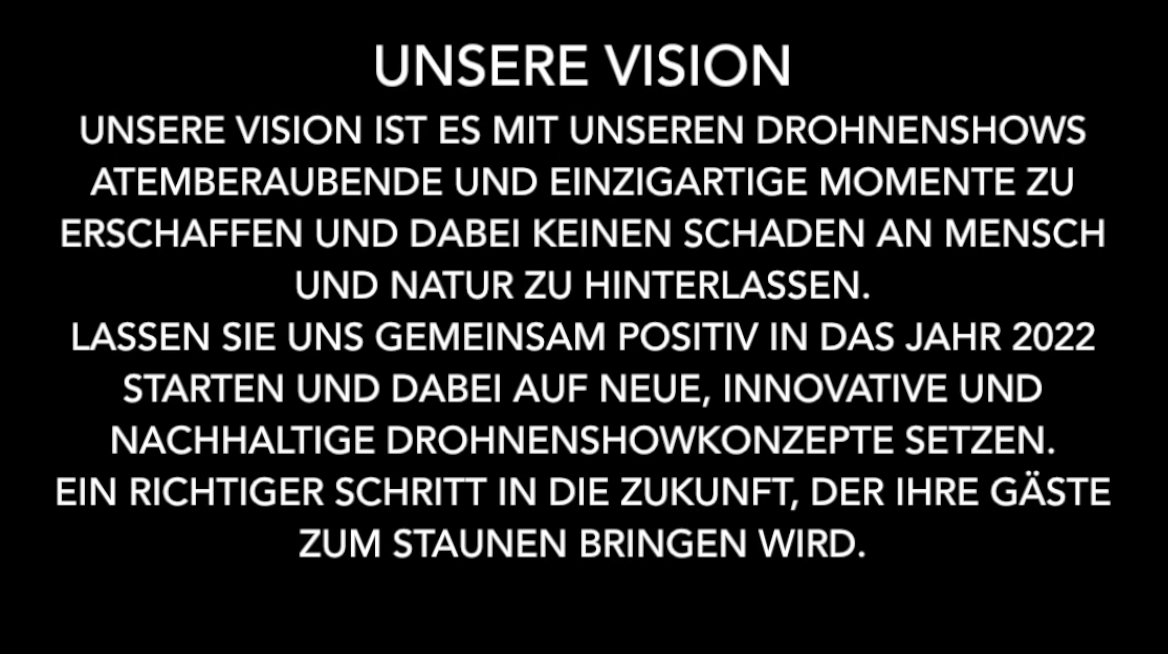 UNSERE VISION
UNSERE VISION IST ES MIT UNSEREN DROHNENSHOWS
ATEMBERAUBENDE UND EINZIGARTIGE MOMENTE ZU
ERSCHAFFEN UND DABEI KEINEN SCHADEN AN MENSCH
UND NATUR ZU HINTERLASSEN.
LASSEN SIE UNS GEMEINSAM POSITIV IN DAS JAHR 2022
STARTEN UND DABEI AUF NEUE, INNOVATIVE UND
NACHHALTIGE DROHNENSHOWKONZEPTE SETZEN.
EIN RICHTIGER SCHRITT IN DIE ZUKUNFT, DER IHRE GÄSTE
ZUM STAUNEN BRINGEN WIRD.